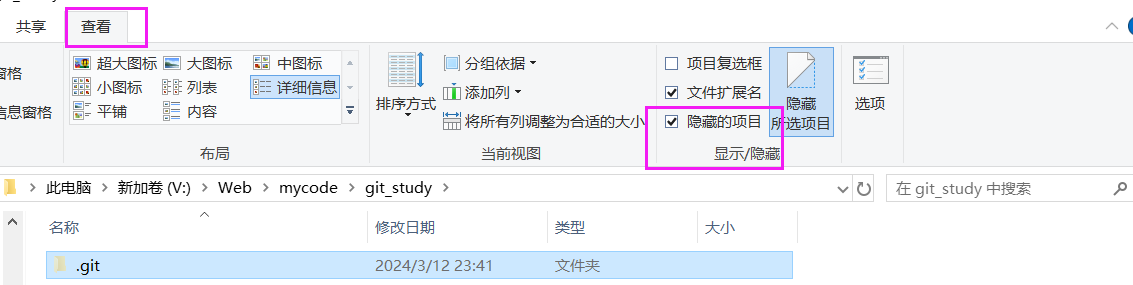 共享 查看
窗格 超大图标 大图标 中图标 分组依据 项目复选框
小图标 列表 详细信息 添加列 文件扩展名
信息窗格 平铺 内容 排序方式 将所有列调整为合适的大小 隐藏的项目 隐藏 所选项目 选项
布局 当前视图 显示/隐藏
此电脑 新加卷 (V:) Web mycode git_study 在 git_study 中搜索
名称 修改日期 类型 大小
.git 2024/3/12 23:41 文件夹